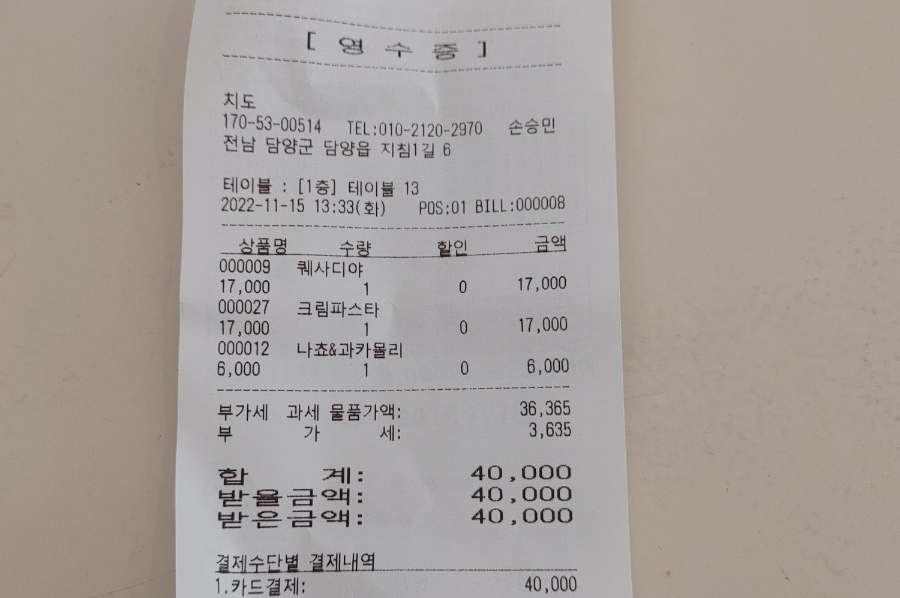 [ 영 수 증 ]
치도
170-53-00514 TEL:010-2120-2970 손승민
전남 담양군 담양읍 지침1길 6
테이블 : [1층] 테이블 13
2022-11-15 13:33(화) POS:01 BILL:000008
상품명 수량 할인 금액
000009 퀘사디야
17,000 1 0 17,000
000027 크림파스타
17,000 1 0 17,000
000012 나쵸&과카몰리
6,000 1 0 6,000
부가세 과세 물품가액: 36,365
부 가 세: 3,635
합 계: 40,000
받을금액: 40,000
받은금액: 40,000
결제수단별 결제내역
1.카드결제: 40,000